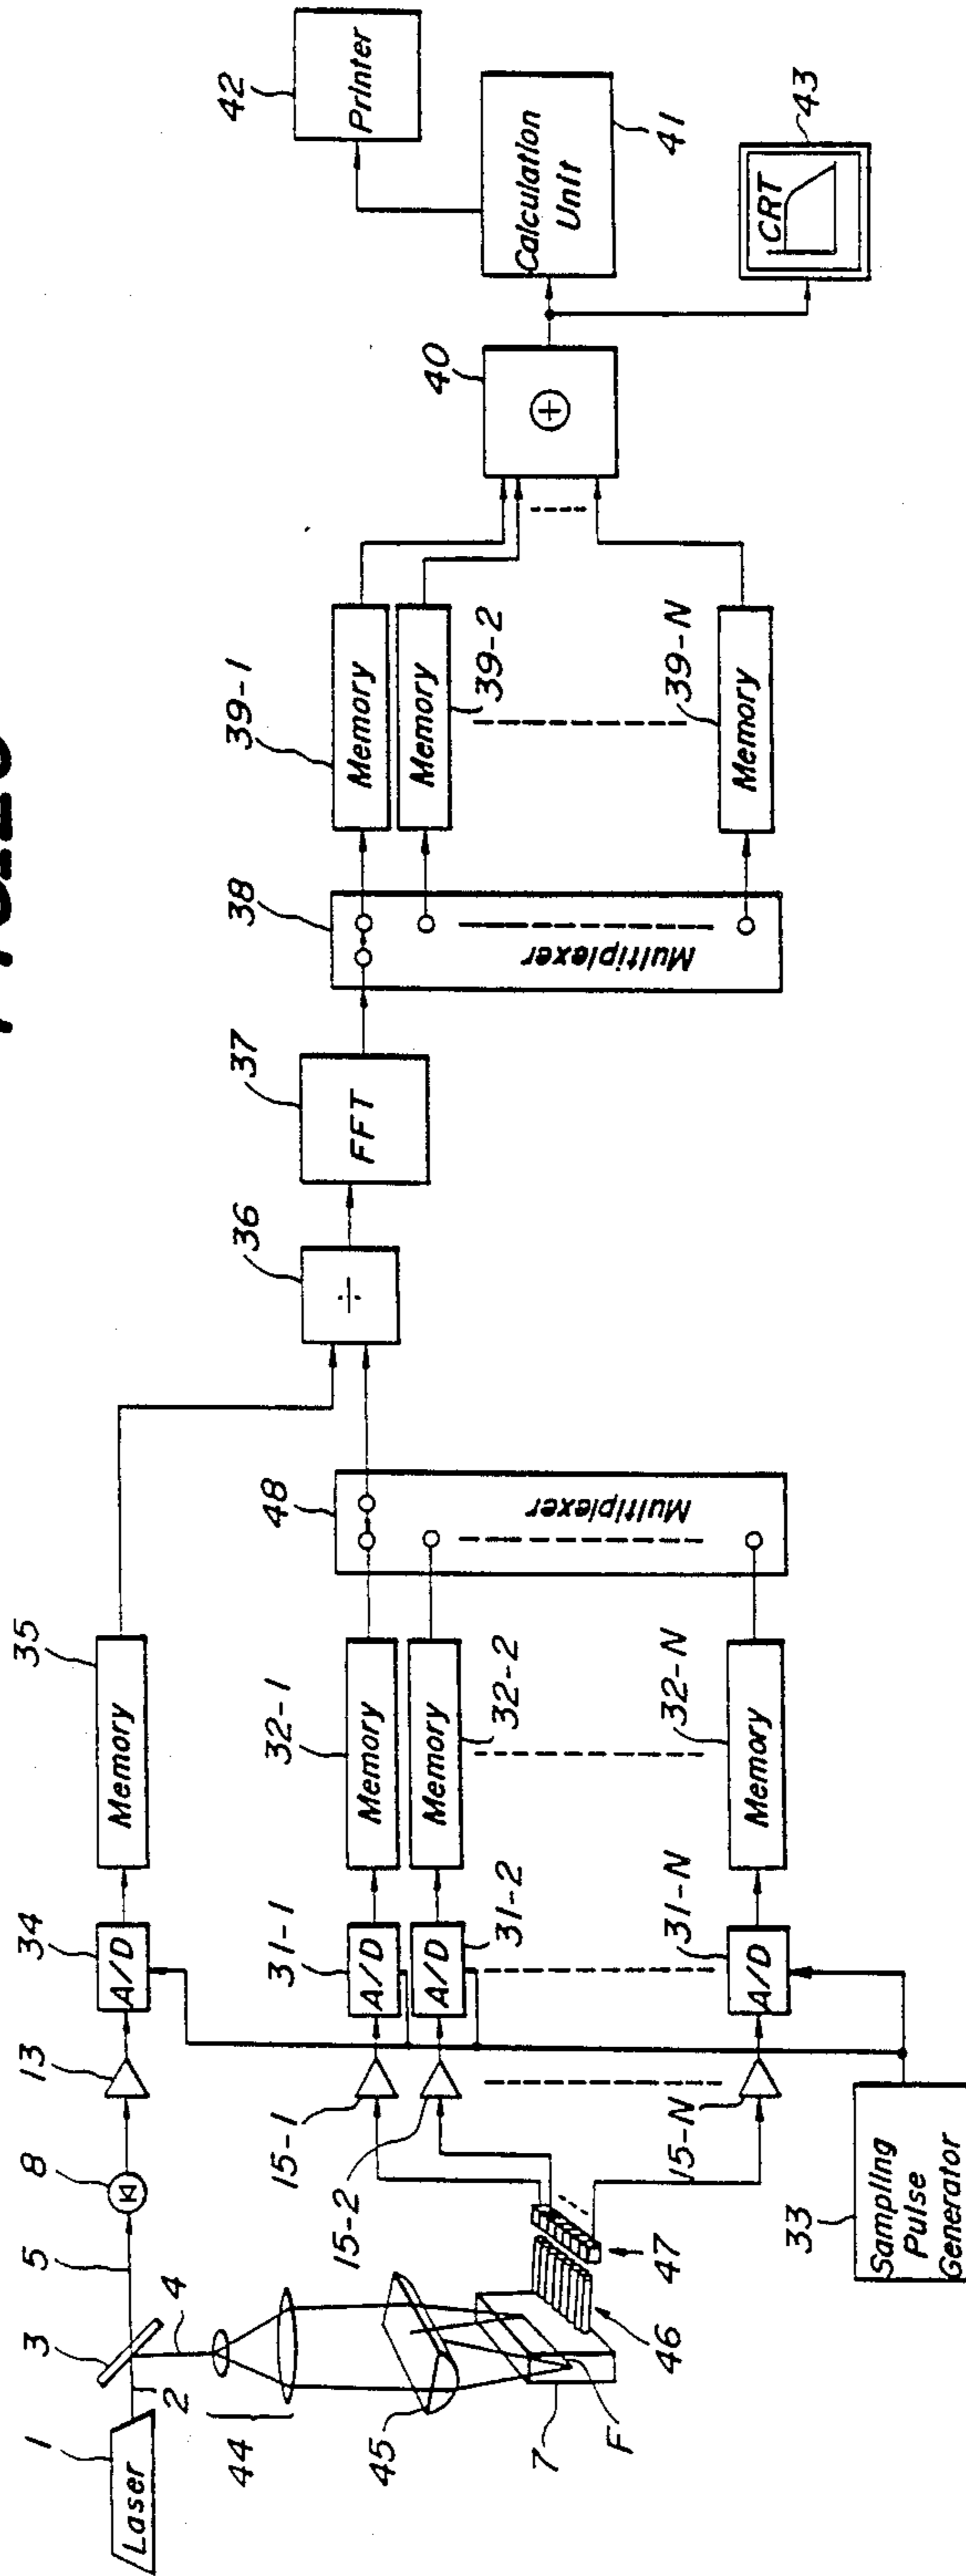 1
Laser
2
3
4
5
8
13
34
A/D
35
Memory
44
45
7
F
46
47
15-1
15-2
15-N
31-1
A/D
31-2
A/D
31-N
A/D
32-1
Memory
32-2
Memory
32-N
Memory
33
Sampling
Pulse
Generator
48
Multiplexer
36
÷
37
FFT
38
Multiplexer
39-1
Memory
39-2
Memory
39-N
Memory
40
+
41
Calculation
Unit
42
Printer
43
CRT